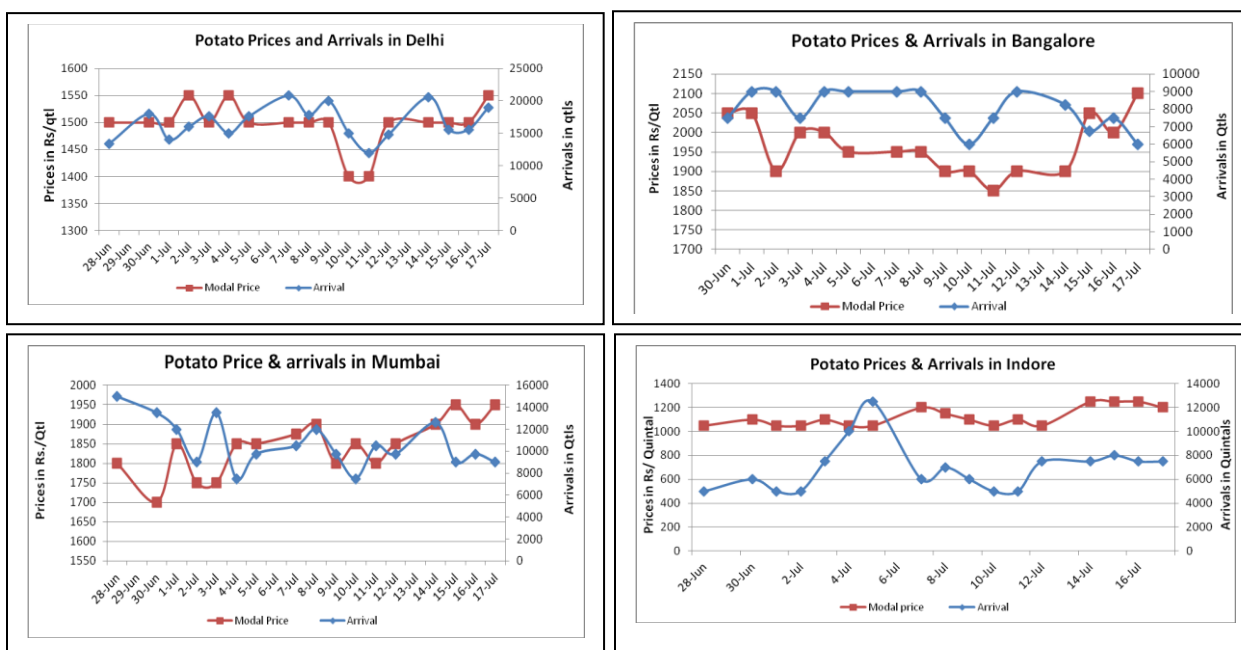 Potato Prices and Arrivals in Delhi
Prices in Rs/qtl
1600
1550
1500
1450
1400
1350
1300
25000
20000
15000
10000
5000
0
Arrivals in qtls
28-Jun
29-Jun
30-Jun
1-Jul
2-Jul
3-Jul
4-Jul
5-Jul
6-Jul
7-Jul
8-Jul
9-Jul
10-Jul
11-Jul
12-Jul
13-Jul
14-Jul
15-Jul
16-Jul
17-Jul
Modal Price
Arrival
Potato Prices & Arrivals in Bangalore
Prices in Rs/Qtl
2150
2100
2050
2000
1950
1900
1850
1800
1750
1700
10000
9000
8000
7000
6000
5000
4000
3000
2000
1000
0
Arrivals in Qtls
30-Jun
1-Jul
2-Jul
3-Jul
4-Jul
5-Jul
6-Jul
7-Jul
8-Jul
9-Jul
10-Jul
11-Jul
12-Jul
13-Jul
14-Jul
15-Jul
16-Jul
17-Jul
Modal Price
Arrival
Potato Price & arrivals in Mumbai
Prices in Rs,/Qtl
2000
1950
1900
1850
1800
1750
1700
1650
1600
1550
16000
14000
12000
10000
8000
6000
4000
2000
0
Arrivals in Qtls
28-Jun
29-Jun
30-Jun
1-Jul
2-Jul
3-Jul
4-Jul
5-Jul
6-Jul
7-Jul
8-Jul
9-Jul
10-Jul
11-Jul
12-Jul
13-Jul
14-Jul
15-Jul
16-Jul
17-Jul
Modal Price
Arrival
Potato Prices & Arrivals in Indore
Prices in Rs/ Quintal
1400
1200
1000
800
600
400
200
0
14000
12000
10000
8000
6000
4000
2000
0
Arrivals in Quintals
28-Jun
30-Jun
2-Jul
4-Jul
6-Jul
8-Jul
10-Jul
12-Jul
14-Jul
16-Jul
Modal price
Arrival